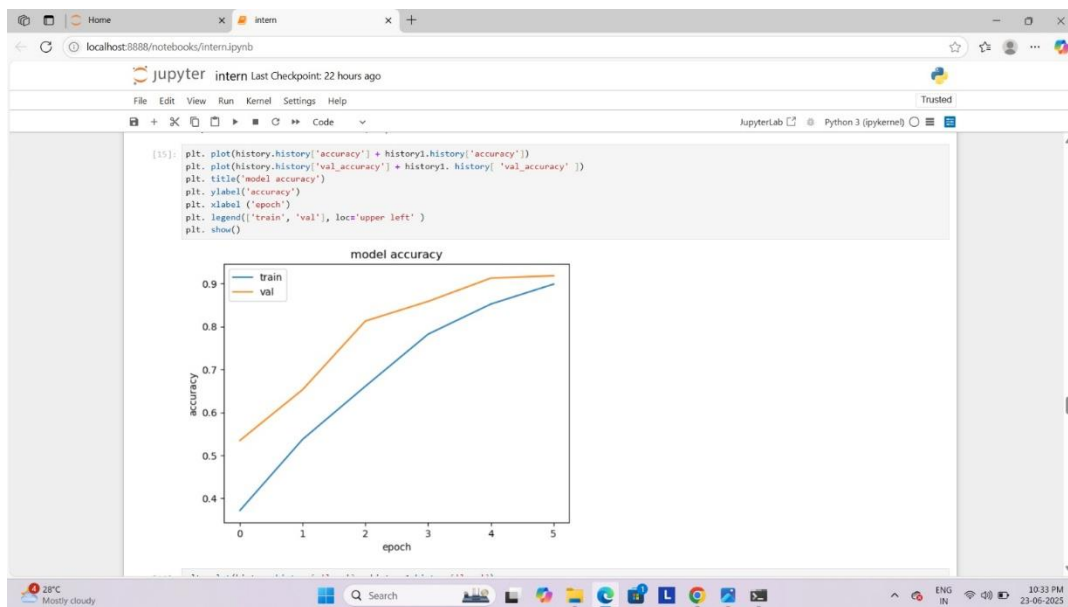 Home
intern
localhost:8888/notebooks/intern.ipynb
jupyter intern Last Checkpoint: 22 hours ago
File Edit View Run Kernel Settings Help
Trusted
Code
JupyterLab
Python 3 (ipykernel)
[15]: plt. plot(history.history['accuracy'] + history1.history['accuracy'])
plt. plot(history.history['val_accuracy'] + history1. history[ 'val_accuracy' ])
plt. title('model accuracy')
plt. ylabel('accuracy')
plt. xlabel ('epoch')
plt. legend(['train', 'val'], loc='upper left' )
plt. show()
model accuracy
train
val
0.9
0.8
0.7
0.6
0.5
0.4
accuracy
0 1 2 3 4 5
epoch
4
28°C
Mostly cloudy
Search
L
ENG
IN
10:33 PM
23-06-2025